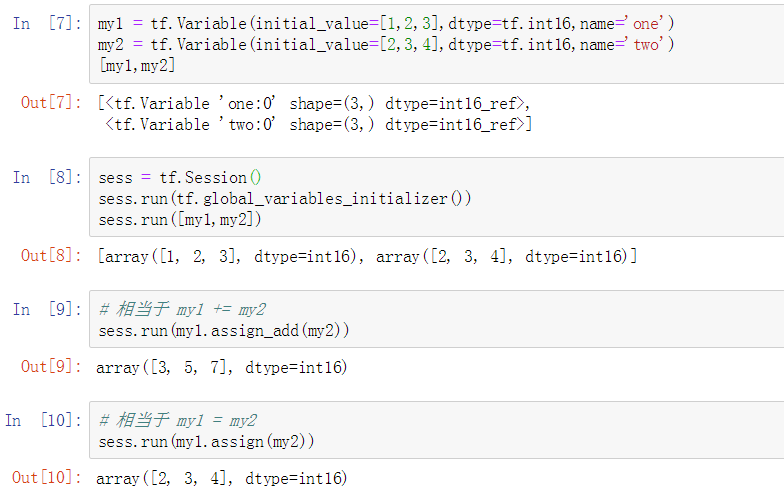 In [7]: my1 = tf.Variable(initial_value=[1,2,3],dtype=tf.int16,name='one')
my2 = tf.Variable(initial_value=[2,3,4],dtype=tf.int16,name='two')
[my1,my2]
Out[7]: [<tf.Variable 'one:0' shape=(3,) dtype=int16_ref>,
<tf.Variable 'two:0' shape=(3,) dtype=int16_ref>]
In [8]: sess = tf.Session()
sess.run(tf.global_variables_initializer())
sess.run([my1,my2])
Out[8]: [array([1, 2, 3], dtype=int16), array([2, 3, 4], dtype=int16)]
In [9]: # 相当于 my1 += my2
sess.run(my1.assign_add(my2))
Out[9]: array([3, 5, 7], dtype=int16)
In [10]: # 相当于 my1 = my2
sess.run(my1.assign(my2))
Out[10]: array([2, 3, 4], dtype=int16)